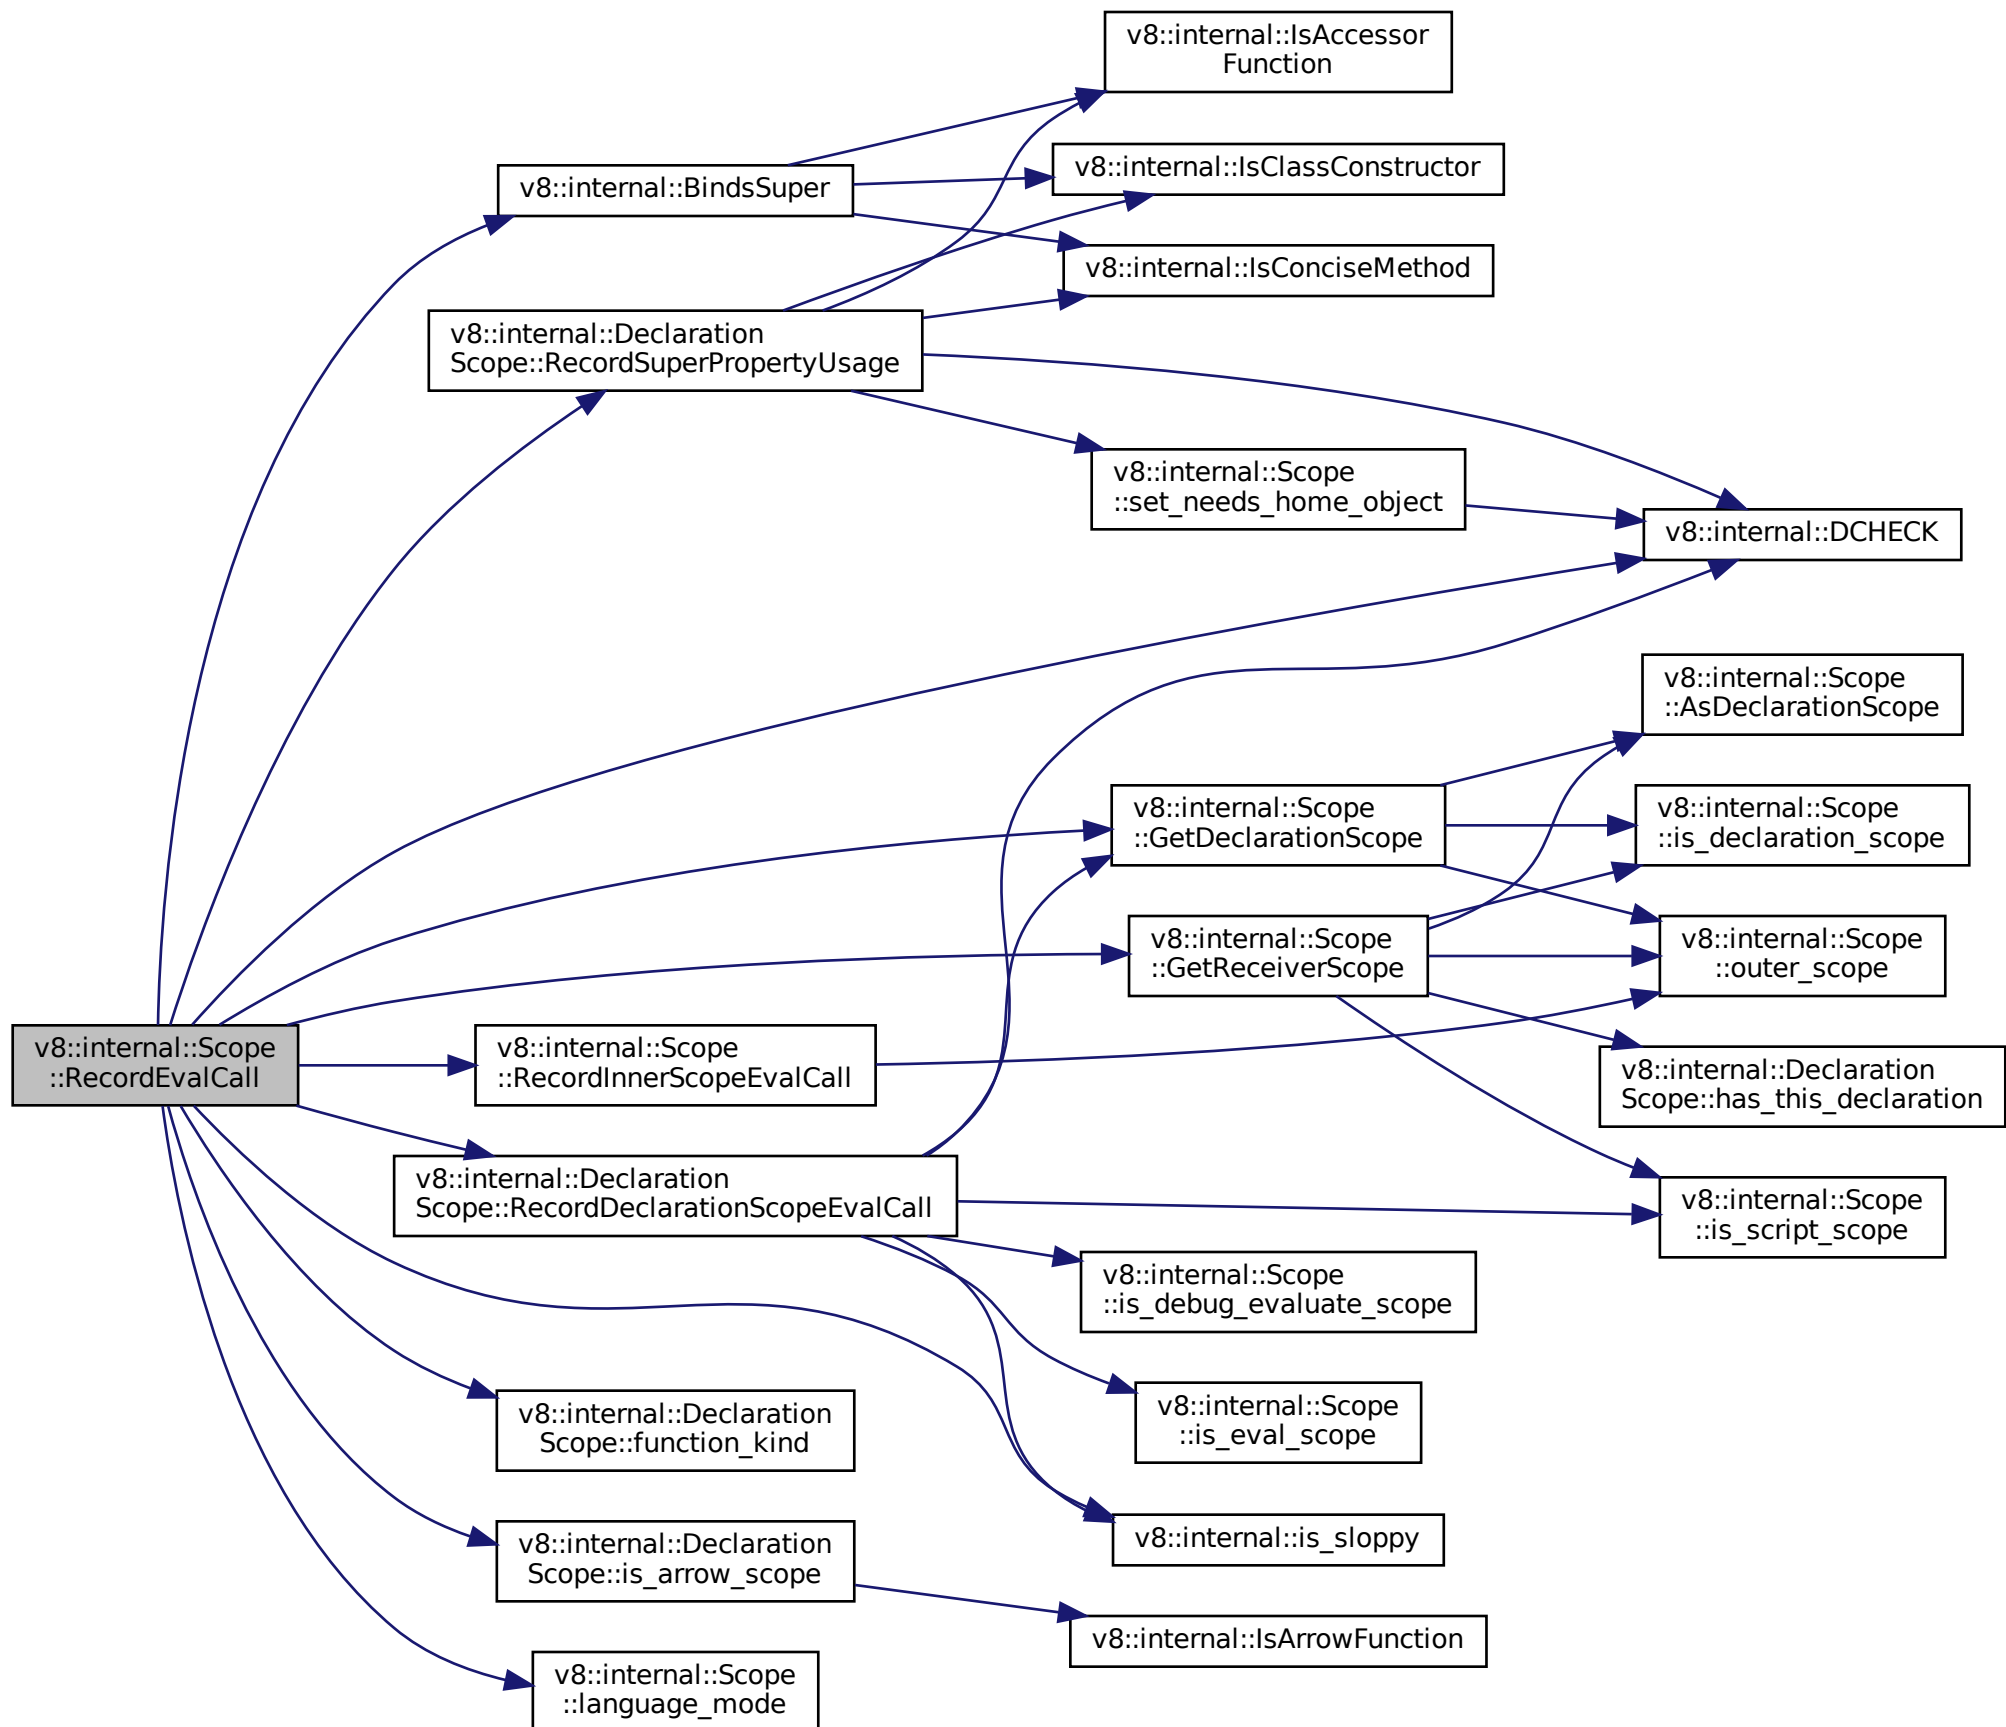 v8::internal::IsAccessor
Function
v8::internal::IsClassConstructor
v8::internal::BindsSuper
v8::internal::IsConciseMethod
v8::internal::Declaration
Scope::RecordSuperPropertyUsage
v8::internal::Scope
::set_needs_home_object
v8::internal::DCHECK
v8::internal::Scope
::AsDeclarationScope
v8::internal::Scope
::GetDeclarationScope
v8::internal::Scope
::is_declaration_scope
v8::internal::Scope
::GetReceiverScope
v8::internal::Scope
::outer_scope
v8::internal::Scope
::RecordEvalCall
v8::internal::Scope
::RecordInnerScopeEvalCall
v8::internal::Declaration
Scope::has_this_declaration
v8::internal::Declaration
Scope::RecordDeclarationScopeEvalCall
v8::internal::Scope
::is_script_scope
v8::internal::Scope
::is_debug_evaluate_scope
v8::internal::Declaration
Scope::function_kind
v8::internal::Scope
::is_eval_scope
v8::internal::Declaration
Scope::is_arrow_scope
v8::internal::is_sloppy
v8::internal::IsArrowFunction
v8::internal::Scope
::language_mode